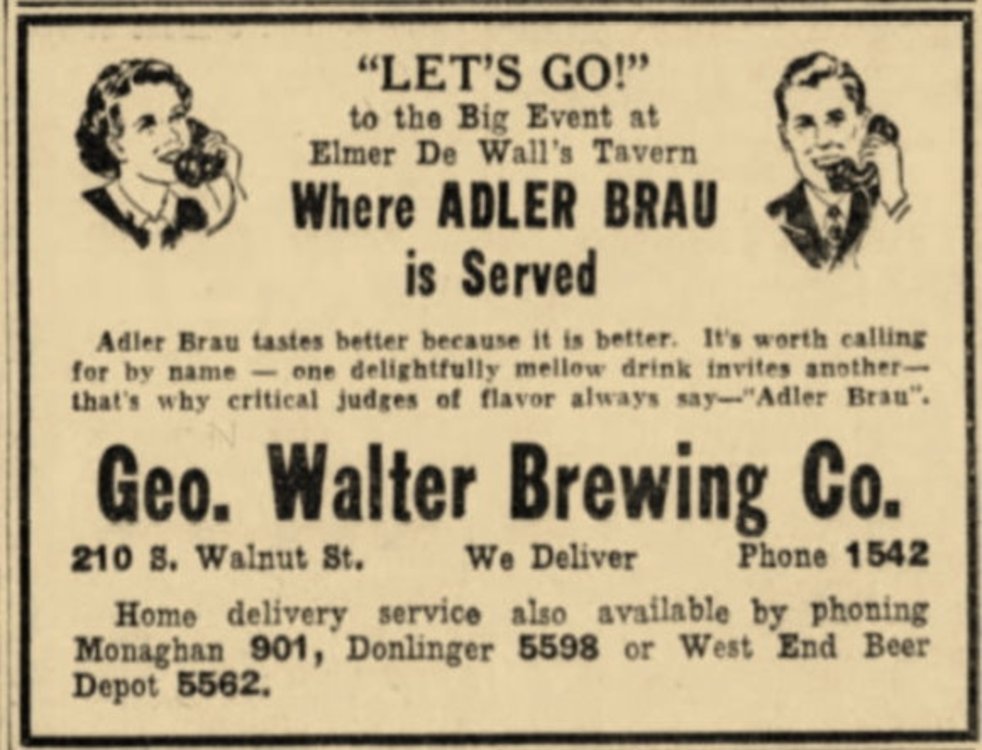 “LET'S GO!”
to the Big Event at
Elmer De Wall's Tavern
Where ADLER BRAU
is Served
Adler Brau tastes better because it is better. It's worth calling
for by name — one delightfully mellow drink invites another—
that's why critical judges of flavor always say—"Adler Brau".
Geo. Walter Brewing Co.
210 S. Walnut St. We Deliver Phone 1542
Home delivery service also available by phoning
Monaghan 901, Donlinger 5598 or West End Beer
Depot 5562.